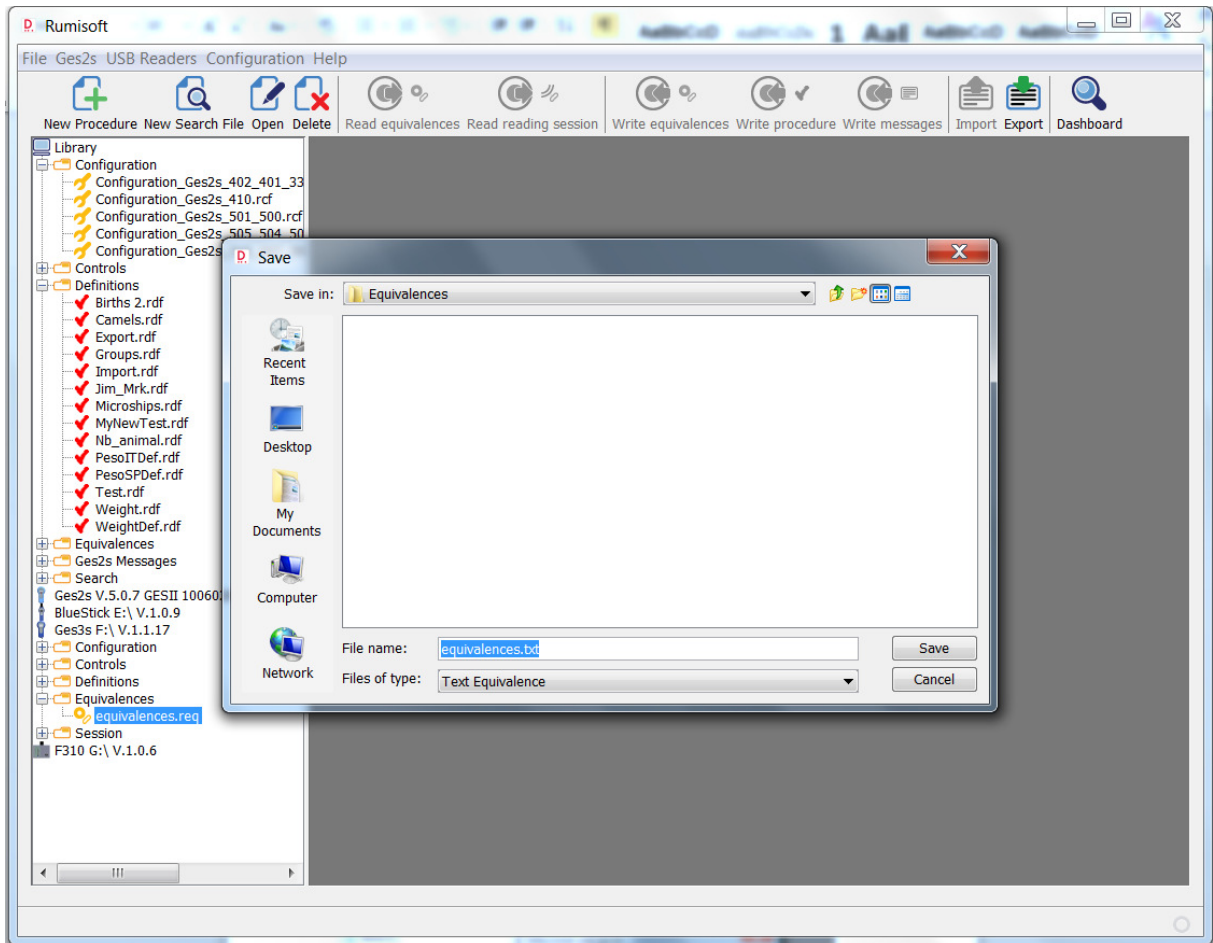 Rumisoft
File Ges2s USB Readers Configuration Help
New Procedure New Search File Open Delete Read equivalences Read reading session Write equivalences Write procedure Write messages Import Export Dashboard
Library
Configuration
Configuration_Ges2s_402_401_33
Configuration_Ges2s_410.rcf
Configuration_Ges2s_501_500.rcf
Configuration_Ges2s_505_504_50
Configuration_Ges2s
Controls
Definitions
Births 2.rdf
Camels.rdf
Export.rdf
Groups.rdf
Import.rdf
Jim_Mrk.rdf
Microships.rdf
MyNewTest.rdf
Nb_animal.rdf
PesoITDef.rdf
PesoSPDef.rdf
Test.rdf
Weight.rdf
WeightDef.rdf
Equivalences
Ges2s Messages
Search
Ges2s V.5.0.7 GESII 10060
BlueStick E:\ V.1.0.9
Ges3s F:\ V.1.1.17
Configuration
Controls
Definitions
Equivalences
equivalences.req
Session
F310 G:\ V.1.0.6
Save
Save in: Equivalences
Recent
Items
Desktop
My
Documents
Computer
Network
File name: equivalences.txt Save
Files of type: Text Equivalence Cancel